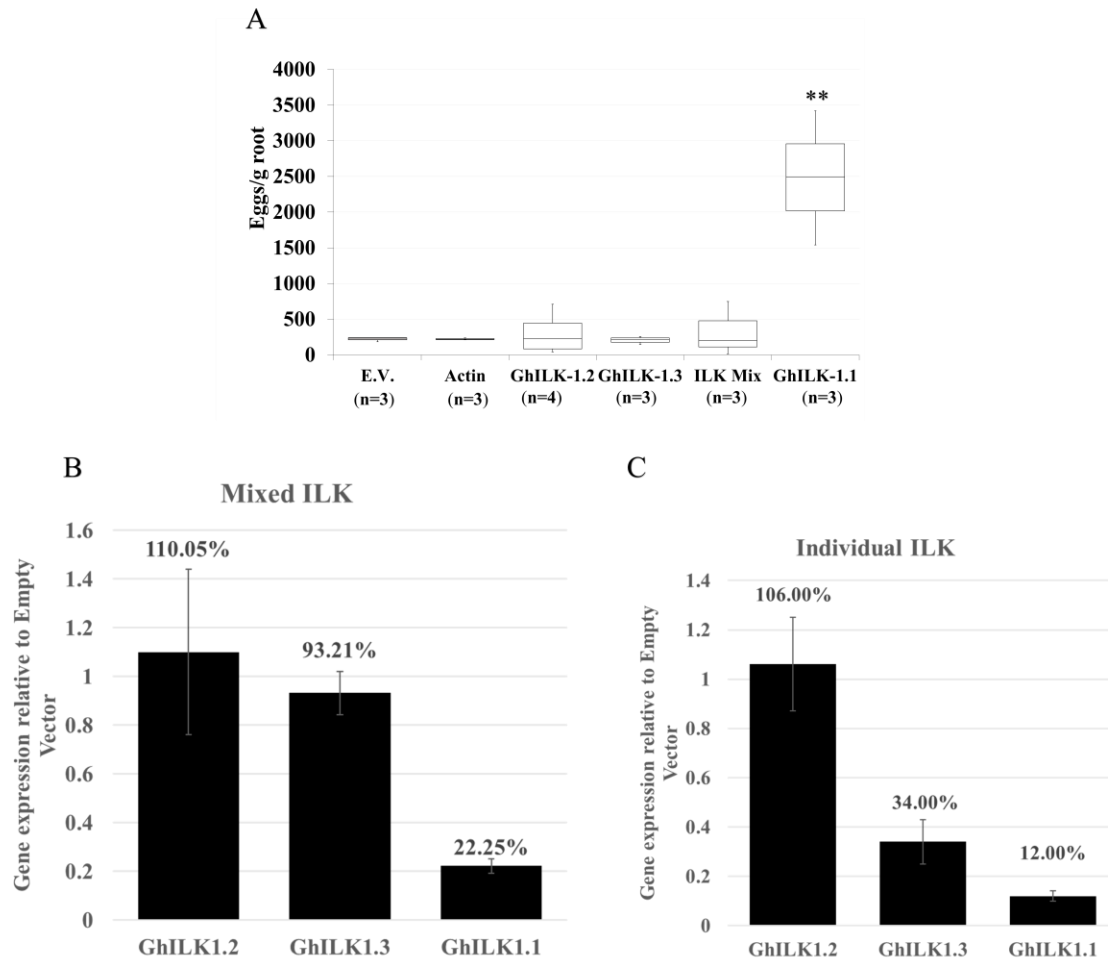 A
4000
3500
3000
2500
2000
1500
1000
500
0
Eggs/g root
**
E.V. Actin GhILK-1.2 GhILK-1.3 ILK Mix GhILK-1.1
(n=3) (n=3) (n=4) (n=3) (n=3) (n=3)
B
Mixed ILK
Gene expression relative to Empty
Vector
1.6
1.4
1.2
1
0.8
0.6
0.4
0.2
0
110.05%
93.21%
22.25%
GhILK1.2 GhILK1.3 GhILK1.1
C
Individual ILK
Gene expression relative to Empty
Vector
1.4
1.2
1
0.8
0.6
0.4
0.2
0
106.00%
34.00%
12.00%
GhILK1.2 GhILK1.3 GhILK1.1